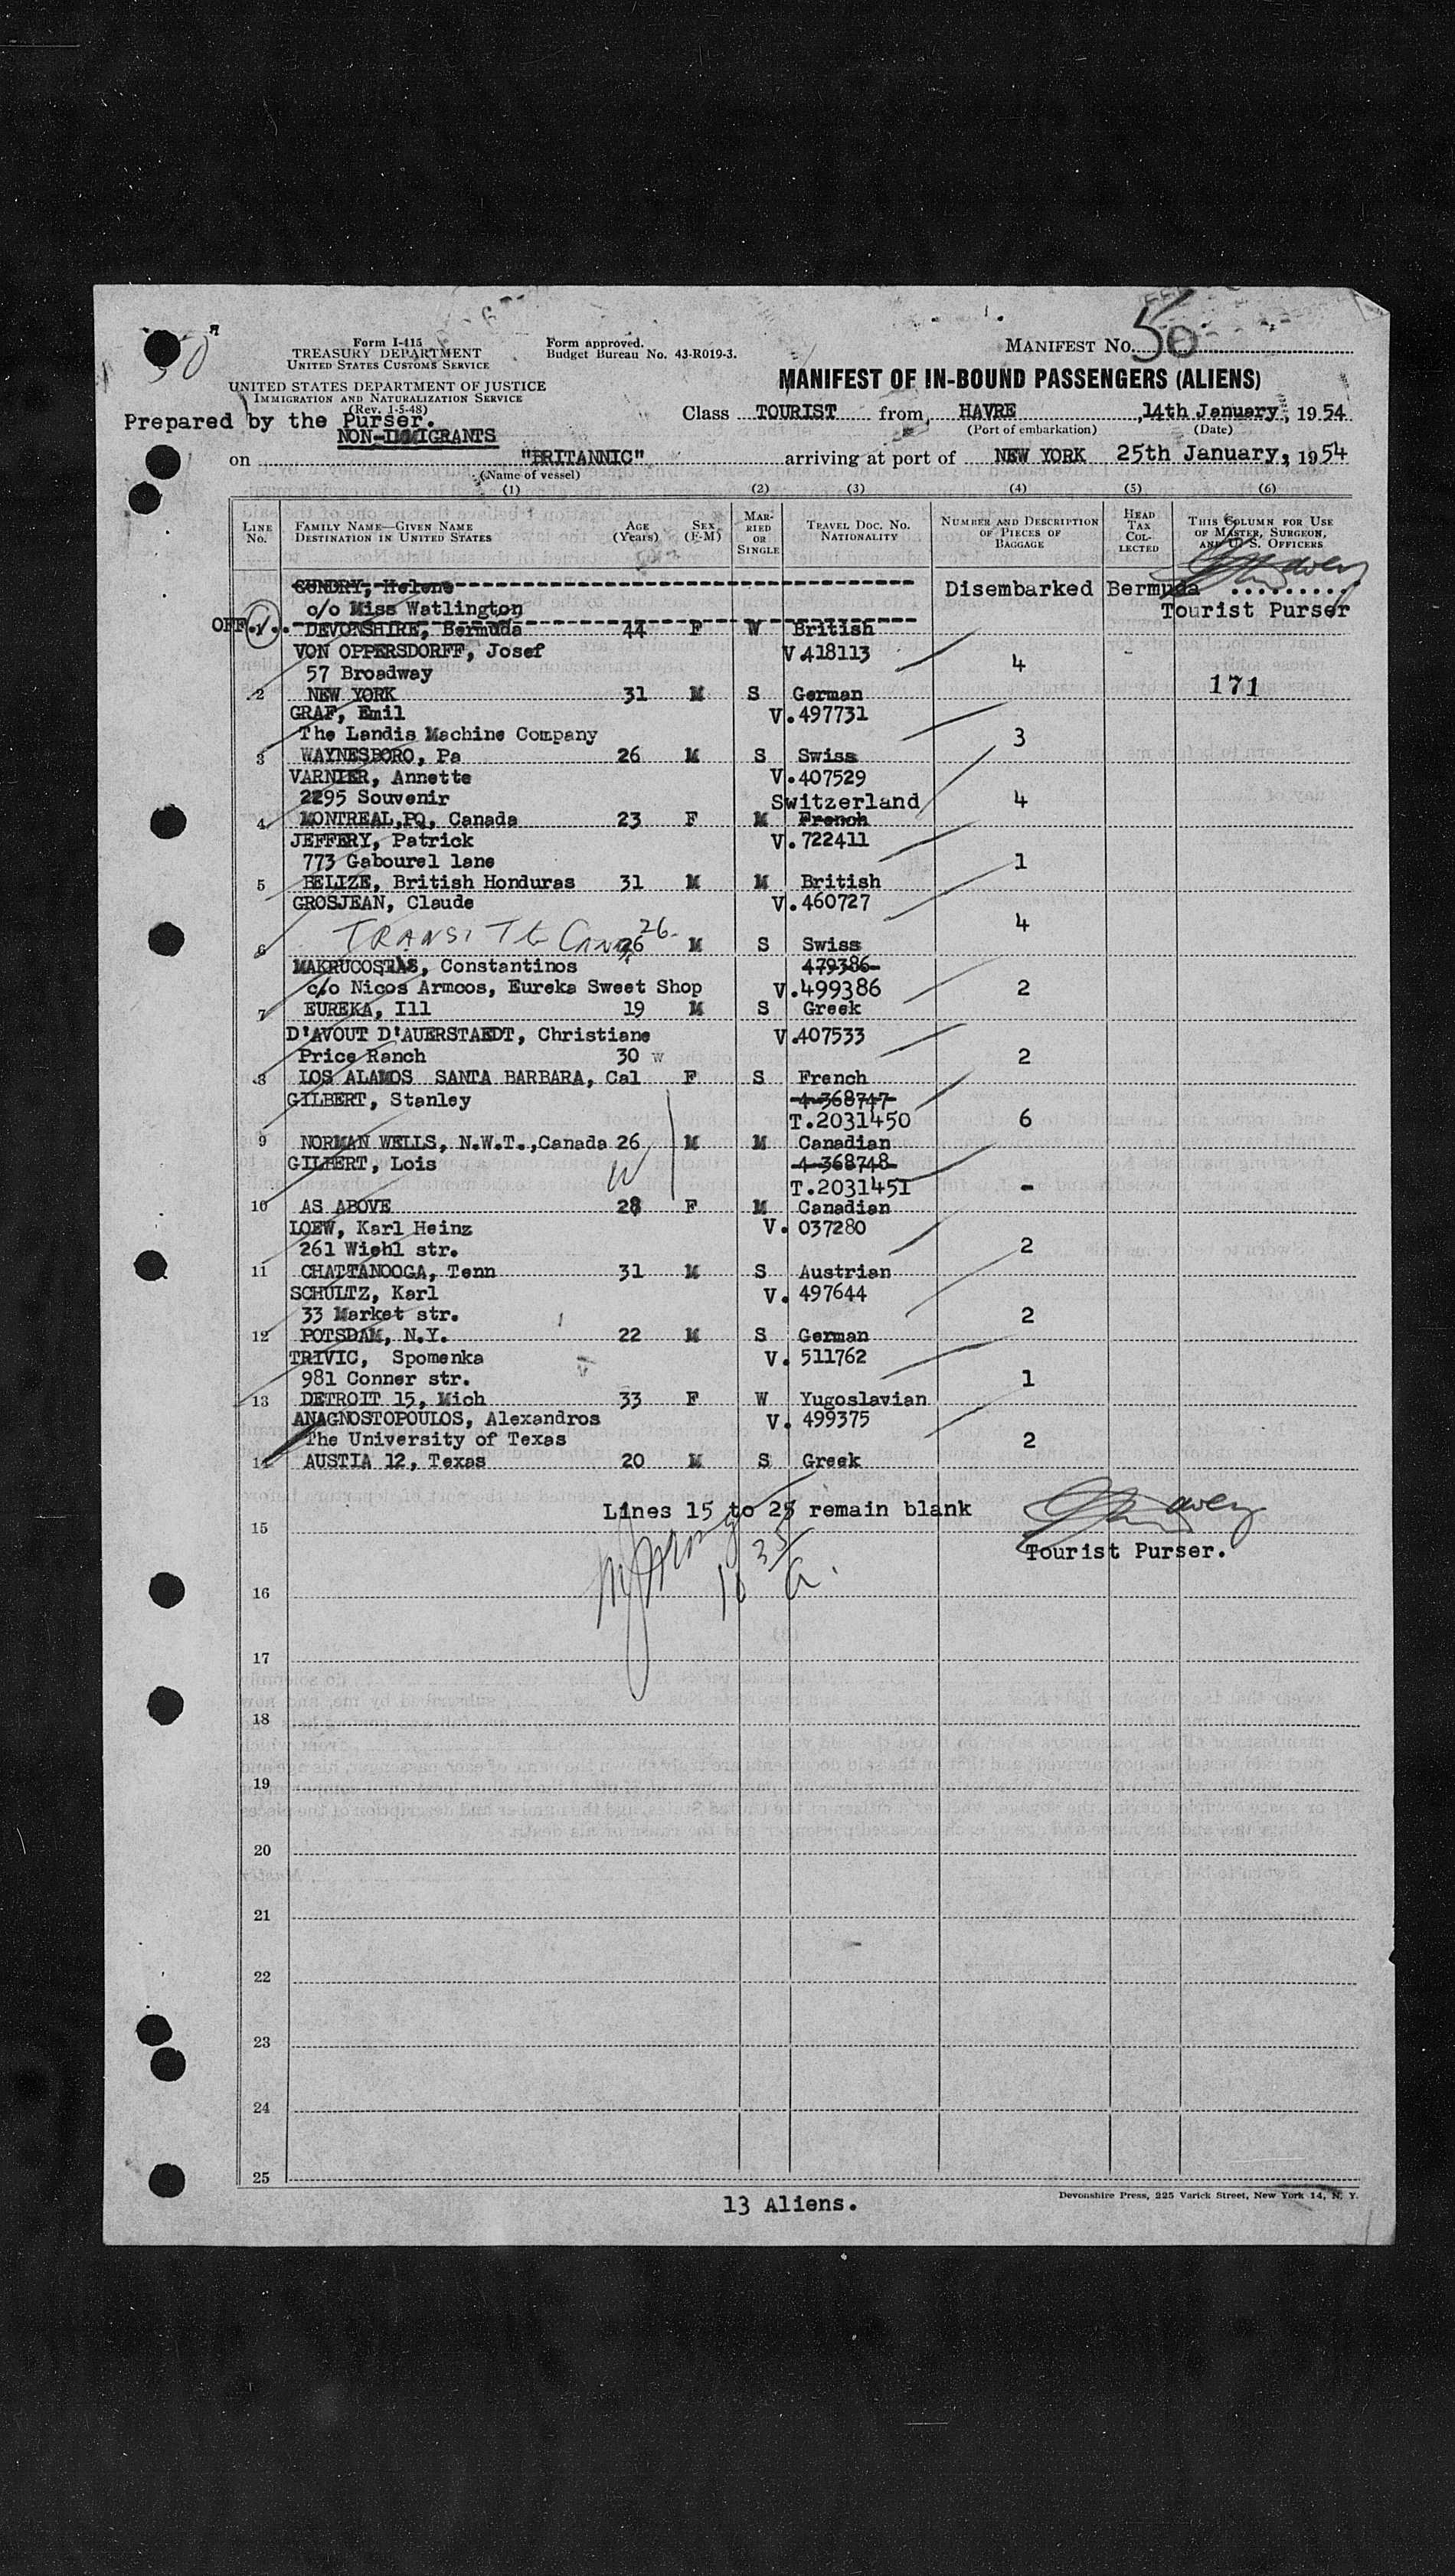 Form I-415
TREASURY DEPARTMENT
UNITED STATES CUSTOMS SERVICE
Form approved.
Budget Bureau No. 43-R019-3.
MANIFEST No. 50
UNITED STATES DEPARTMENT OF JUSTICE
IMMIGRATION AND NATURALIZATION SERVICE
(Rev. 1-5-48)
MANIFEST OF IN-BOUND PASSENGERS (ALIENS)
Prepared by the Purser.
NON-IMMIGRANTS
Class TOURIST from HAVRE, 14th January, 1954
(Port of embarkation) (Date)
on "BRITANNIC" arriving at port of NEW YORK 25th January, 1954
(Name of vessel)
(1) (2) (3) (4) (5) (6)
LINE No. FAMILY NAME—GIVEN NAME DESTINATION IN UNITED STATES AGE (Years) SEX (F-M) MARRIED OR SINGLE TRAVEL DOC. NO. NATIONALITY NUMBER AND DESCRIPTION OF PIECES OF BAGGAGE HEAD TAX COLLECTED THIS COLUMN FOR USE OF MASTER, SURGEON, AND U. S. OFFICERS
GUNDRY, Helene Disembarked Bermuda
c/o Miss Watlington Tourist Purser
OFF 1 DEVONSHIRE, Bermuda 44 F W British
VON OPPERSDORFF, Josef V.418113
57 Broadway 4
2 NEW YORK 31 M S German 171
GRAF, Emil V.497731
The Landis Machine Company 3
3 WAYNESBORO, Pa 26 M S Swiss
VARNIER, Annette V.407529
2295 Souvenir Switzerland 4
4 MONTREAL,PQ, Canada 23 F M French
JEFFERY, Patrick V.722411
773 Gabourel lane 1
5 BELIZE, British Honduras 31 M M British
GROSJEAN, Claude V.460727
4
TRANSIT to Canada 26
6 26 M S Swiss
MAKRUCOSTAS, Constantinos 479386
c/o Nicos Armoos, Eureka Sweet Shop V.499386 2
7 EUREKA, Ill 19 M S Greek
D'AVOUT D'AUERSTAEDT, Christiane V.407533
Price Ranch 30 W 2
8 LOS ALAMOS SANTA BARBARA, Cal F S French
GILBERT, Stanley 4-368747
T.2031450 6
9 NORMAN WELLS, N.W.T.,Canada 26 M M Canadian
GILBERT, Lois 4-368748
T.2031451 -
10 AS ABOVE 28 F M Canadian
LOEW, Karl Heinz V. 037280
261 Wiehl str. 2
11 CHATTANOOGA, Tenn 31 M S Austrian
SCHULTZ, Karl V. 497644
33 Market str. 2
12 POTSDAM, N.Y. 22 M S German
TRIVIC, Spomenka V. 511762
981 Conner str. 1
13 DETROIT 15, Mich 33 F W Yugoslavian
ANAGNOSTOPOULOS, Alexandros V. 499375
The University of Texas 2
14 AUSTIA 12, Texas 20 M S Greek
Lines 15 to 25 remain blank
15
Tourist Purser.
16
17
18
19
20
21
22
23
24
25
13 Aliens.
Devonshire Press, 225 Varick Street, New York 14, N. Y.